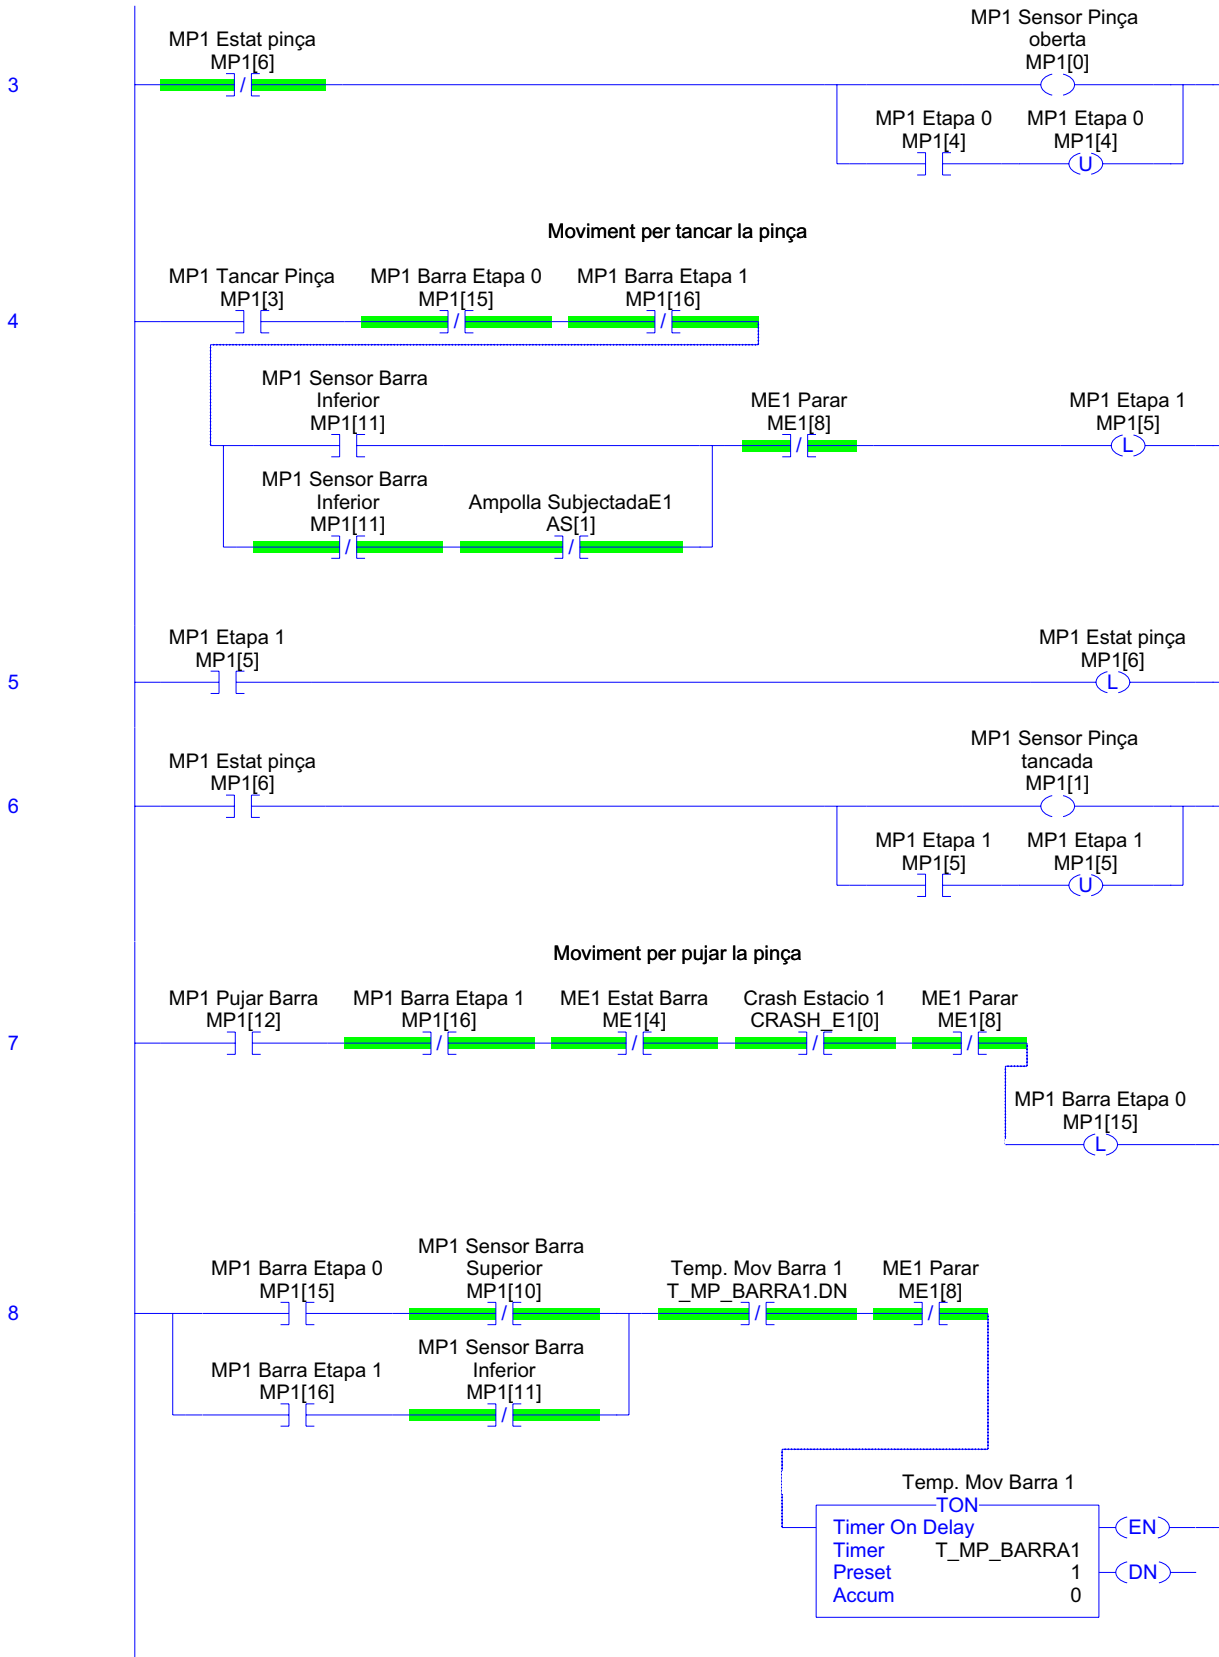 3
MP1 Estat pinça
MP1[6]
/
MP1 Sensor Pinça
oberta
MP1[0]
MP1 Etapa 0
MP1[4]
MP1 Etapa 0
MP1[4]
U
Moviment per tancar la pinça
4
MP1 Tancar Pinça
MP1[3]
MP1 Barra Etapa 0
MP1[15]
/
MP1 Barra Etapa 1
MP1[16]
/
MP1 Sensor Barra
Inferior
MP1[11]
ME1 Parar
ME1[8]
/
MP1 Etapa 1
MP1[5]
L
MP1 Sensor Barra
Inferior
MP1[11]
/
Ampolla SubjectadaE1
AS[1]
/
5
MP1 Etapa 1
MP1[5]
MP1 Estat pinça
MP1[6]
L
6
MP1 Estat pinça
MP1[6]
MP1 Sensor Pinça
tancada
MP1[1]
MP1 Etapa 1
MP1[5]
MP1 Etapa 1
MP1[5]
U
Moviment per pujar la pinça
7
MP1 Pujar Barra
MP1[12]
MP1 Barra Etapa 1
MP1[16]
/
ME1 Estat Barra
ME1[4]
/
Crash Estacio 1
CRASH_E1[0]
/
ME1 Parar
ME1[8]
/
MP1 Barra Etapa 0
MP1[15]
L
8
MP1 Barra Etapa 0
MP1[15]
MP1 Sensor Barra
Superior
MP1[10]
/
Temp. Mov Barra 1
T_MP_BARRA1.DN
/
ME1 Parar
ME1[8]
/
MP1 Barra Etapa 1
MP1[16]
MP1 Sensor Barra
Inferior
MP1[11]
/
Temp. Mov Barra 1
TON
Timer On Delay
Timer T_MP_BARRA1
Preset 1
Accum 0
EN
DN